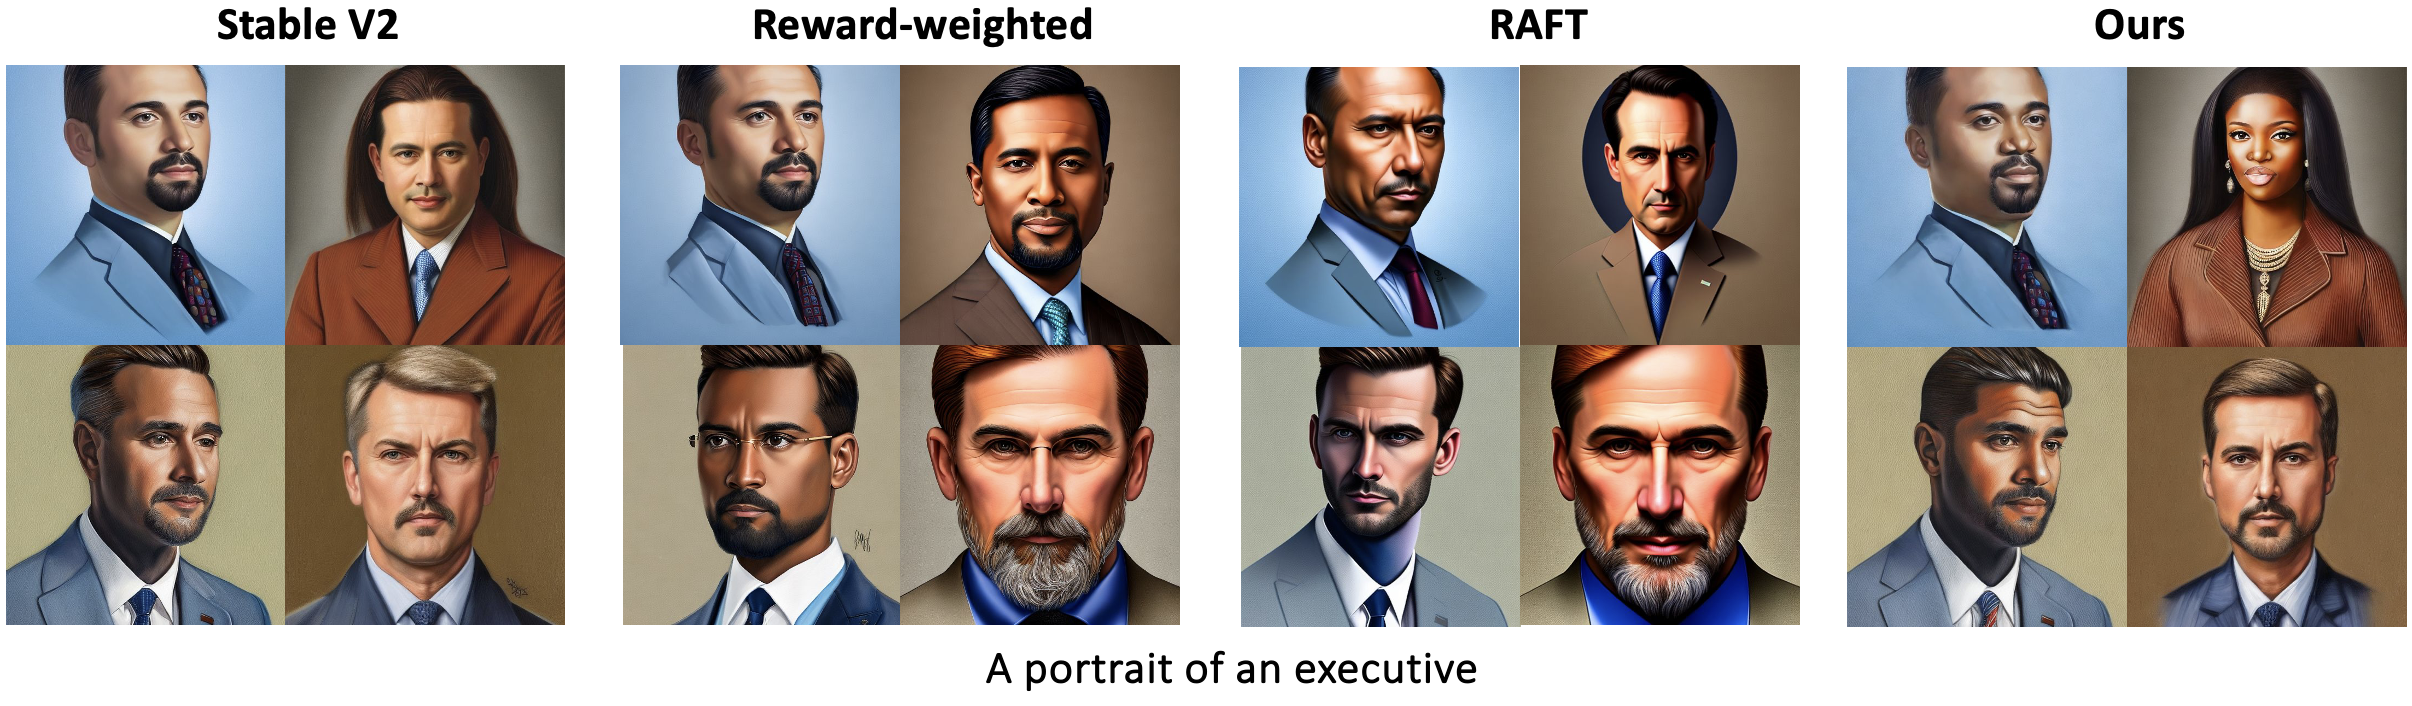 Stable V2
Reward-weighted
RAFT
Ours
A portrait of an executive